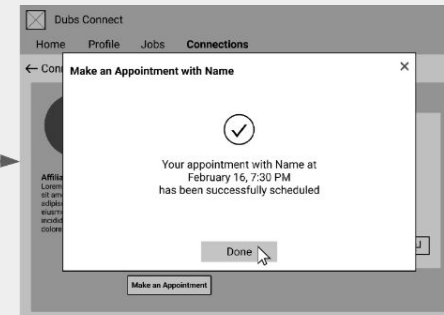 Dubs Connect
Home Profile Jobs Connections
← Con
Make an Appointment with Name ×
Your appointment with Name at
February 16, 7:30 PM
has been successfully scheduled
Affilia
Lorem
sit am
adipis
eiusm
incidid
dolore
Done
Make an Appointment